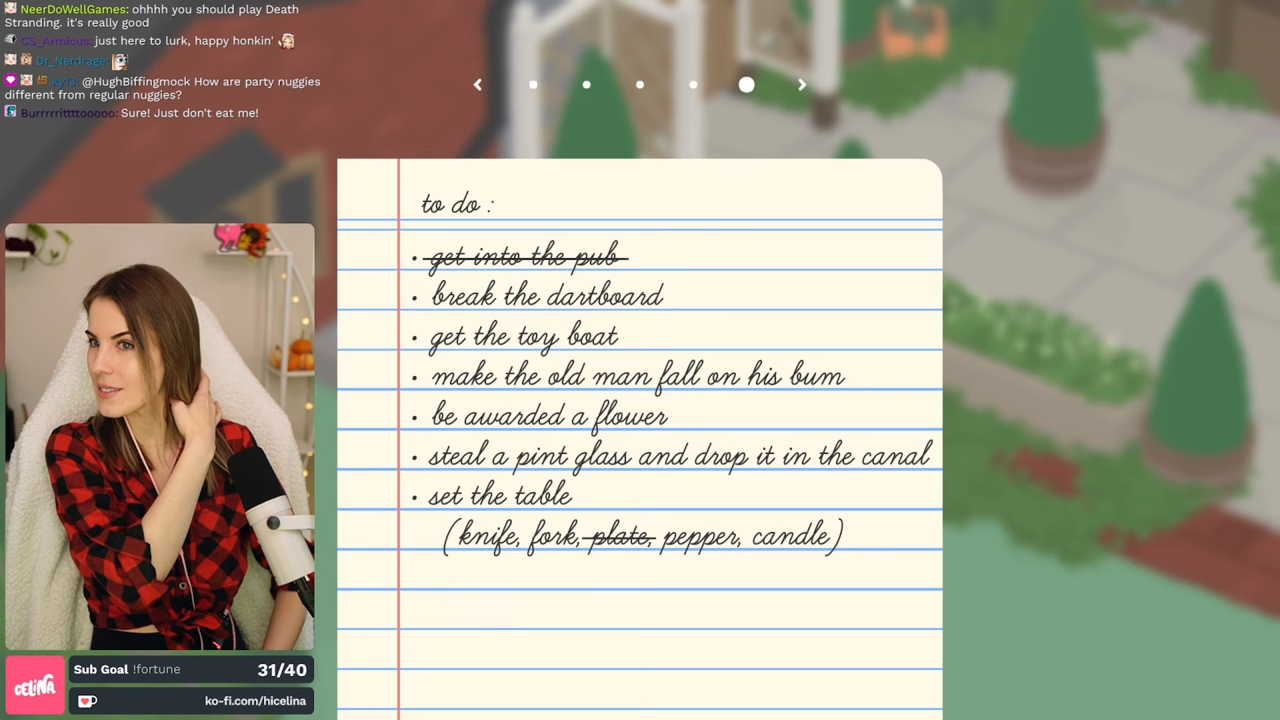 NeerDoWellGames: ohhhh you should play Death
Stranding. it's really good
CS_Armicus: just here to lurk, happy honkin'
Dr_Nerdrage:
@HughBiffingmock How are party nuggies
different from regular nuggies?
Burrrrrittttooooo: Sure! Just don't eat me!
to do :
• get into the pub
• break the dartboard
• get the toy boat
• make the old man fall on his bum
• be awarded a flower
• steal a pint glass and drop it in the canal
• set the table
(knife, fork, plate, pepper, candle)
CELINA
Sub Goal !fortune 31/40
ko-fi.com/hicelina